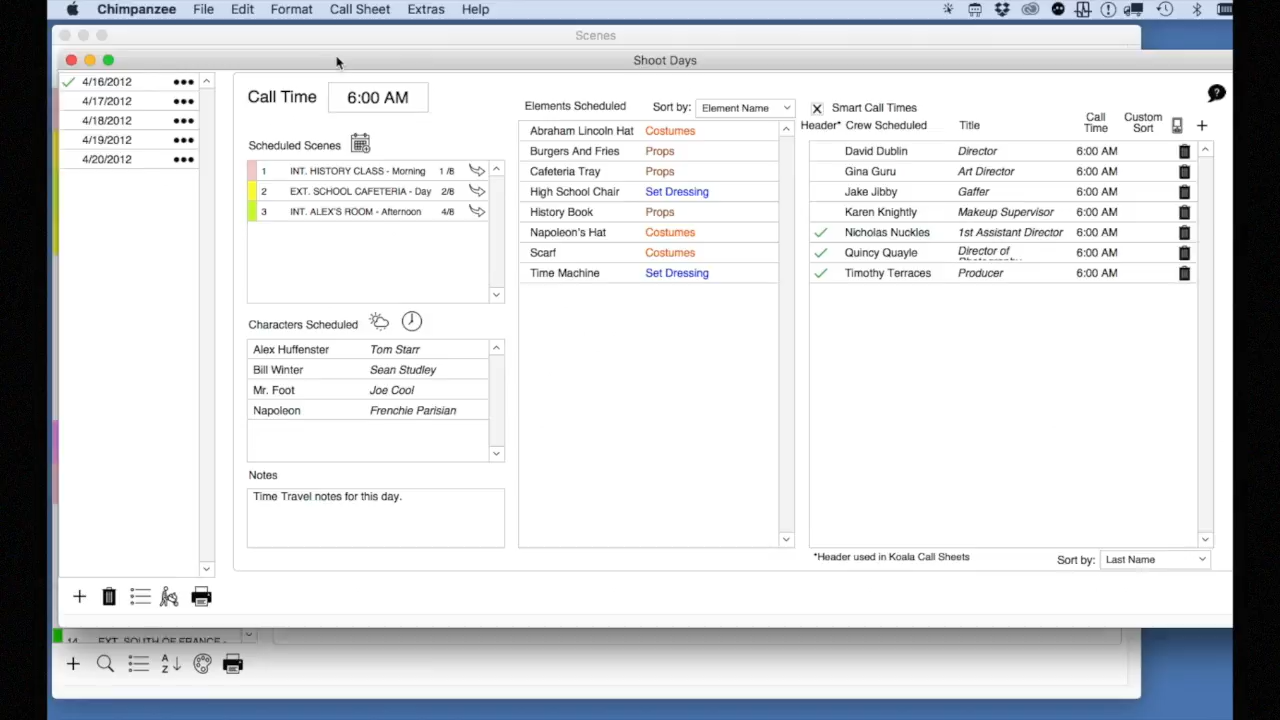 Chimpanzee File Edit Format Call Sheet Extras Help
Scenes
Shoot Days
4/16/2012 •••
4/17/2012 •••
4/18/2012 •••
4/19/2012 •••
4/20/2012 •••
Call Time 6:00 AM
Scheduled Scenes
1 INT. HISTORY CLASS - Morning 1 /8
2 EXT. SCHOOL CAFETERIA - Day 2/8
3 INT. ALEX'S ROOM - Afternoon 4/8
Characters Scheduled
Alex Huffenster Tom Starr
Bill Winter Sean Studley
Mr. Foot Joe Cool
Napoleon Frenchie Parisian
Notes
Time Travel notes for this day.
Elements Scheduled Sort by: Element Name
Abraham Lincoln Hat Costumes
Burgers And Fries Props
Cafeteria Tray Props
High School Chair Set Dressing
History Book Props
Napoleon's Hat Costumes
Scarf Costumes
Time Machine Set Dressing
Smart Call Times
Header* Crew Scheduled Title Call Time Custom Sort
David Dublin Director 6:00 AM
Gina Guru Art Director 6:00 AM
Jake Jibby Gaffer 6:00 AM
Karen Knightly Makeup Supervisor 6:00 AM
Nicholas Nuckles 1st Assistant Director 6:00 AM
Quincy Quayle Director of 6:00 AM
Timothy Terraces Producer 6:00 AM
*Header used in Koala Call Sheets
Sort by: Last Name
14 EXT. SOUTH OF FRANCE -
A
Z